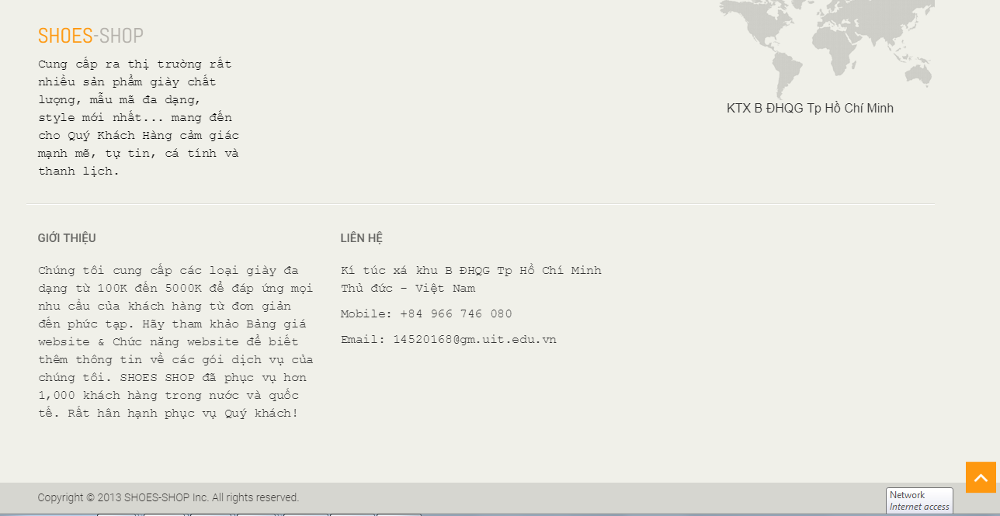 SHOES-SHOP
Cung cấp ra thị trường rất
nhiều sản phẩm giày chất
lượng, mẫu mã đa dạng,
style mới nhất... mang đến
cho Quý Khách Hàng cảm giác
mạnh mẽ, tự tin, cá tính và
thanh lịch.
KTX B ĐHQG Tp Hồ Chí Minh
GIỚI THIỆU
Chúng tôi cung cấp các loại giày đa
dạng từ 100K đến 5000K để đáp ứng mọi
nhu cầu của khách hàng từ đơn giản
đến phức tạp. Hãy tham khảo Bảng giá
website & Chức năng website để biết
thêm thông tin về các gói dịch vụ của
chúng tôi. SHOES SHOP đã phục vụ hơn
1,000 khách hàng trong nước và quốc
tế. Rất hân hạnh phục vụ Quý khách!
LIÊN HỆ
Kí túc xá khu B ĐHQG Tp Hồ Chí Minh
Thủ đức - Việt Nam
Mobile: +84 966 746 080
Email: 14520168@gm.uit.edu.vn
Copyright © 2013 SHOES-SHOP Inc. All rights reserved.
Network
Internet access